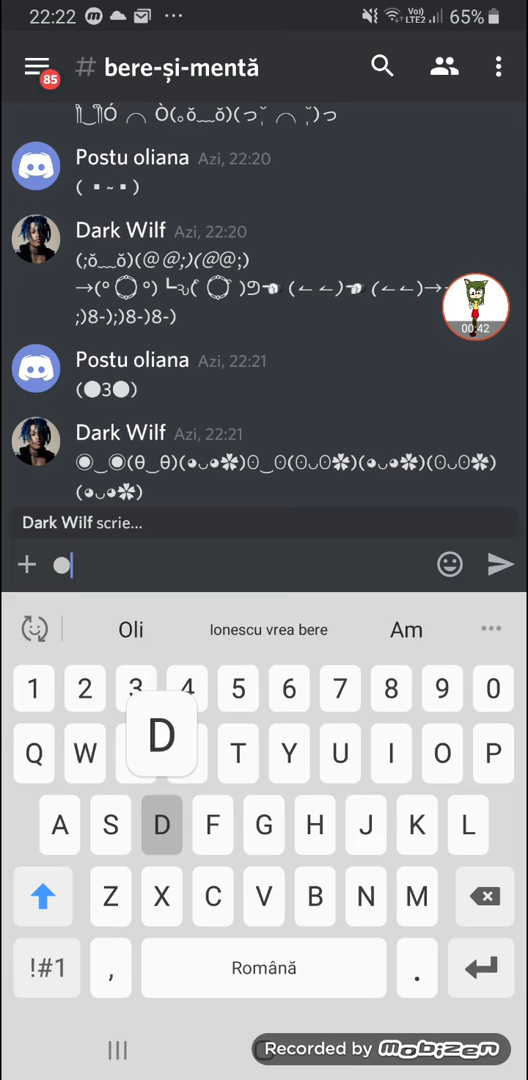 22:22 65%
85
# bere-și-mentă
Postu oliana Azi, 22:20
( ▪~▪)
Dark Wilf Azi, 22:20
(;ŏ﹏ŏ)(@@;)(@@;)
;)8-);)8-)8-)
00:42
Postu oliana Azi, 22:21
(⚪3⚪)
Dark Wilf Azi, 22:21
◉‿◉(θ‿θ)(◕ᴗ◕✿)ʘ‿ʘ(ʘᴗʘ✿)(◕ᴗ◕✿)(ʘᴗʘ✿)
(◕ᴗ◕✿)
Dark Wilf scrie...
+ ●
Oli Ionescu vrea bere Am ...
1 2 3 4 5 6 7 8 9 0
D
Q W T Y U I O P
A S D F G H J K L
Z X C V B N M
!#1 , Română .
Recorded by mobizen